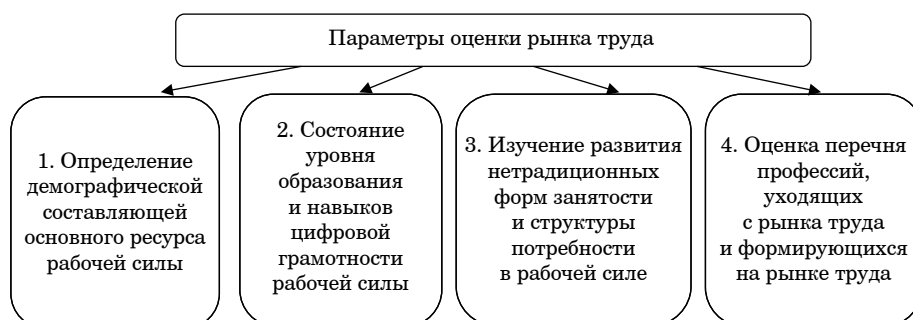 Параметры оценки рынка труда
1. Определение
демографической
составляющей
основного ресурса
рабочей силы
2. Состояние
уровня
образования
и навыков
цифровой
грамотности
рабочей силы
3. Изучение развития
нетрадиционных
форм занятости
и структуры
потребности
в рабочей силе
4. Оценка перечня
профессий,
уходящих
с рынка труда
и формирующихся
на рынке труда